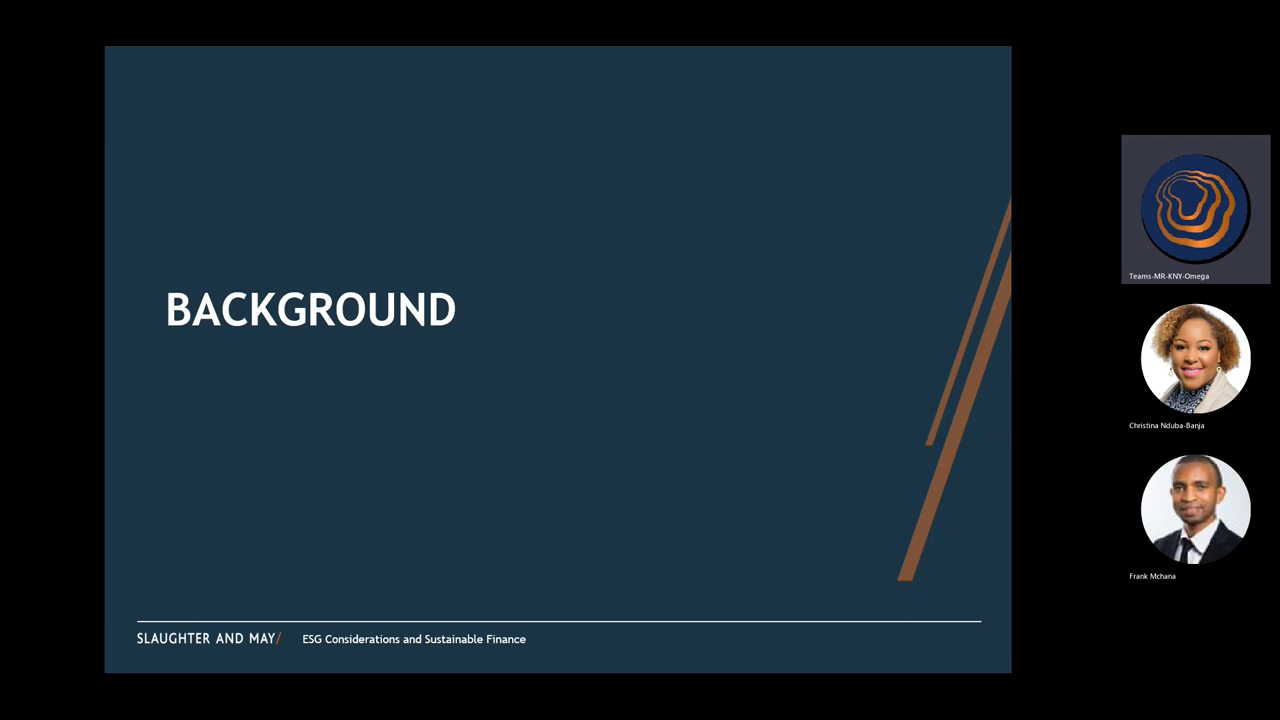 BACKGROUND
SLAUGHTER AND MAY/
ESG Considerations and Sustainable Finance
Teams-MR-KNY-Omega
Christina Nduba-Banja
Frank Mchana